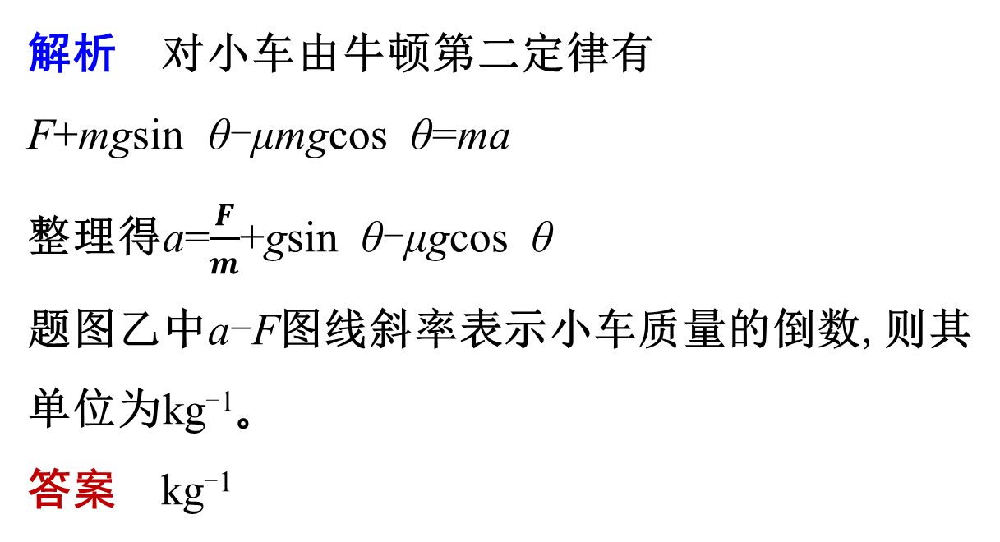 解析 对小车由牛顿第二定律有
F+mgsin θ−μmgcos θ=ma
整理得a=F/m+gsin θ−μgcos θ
题图乙中a−F图线斜率表示小车质量的倒数,则其
单位为kg⁻¹。
答案 kg⁻¹